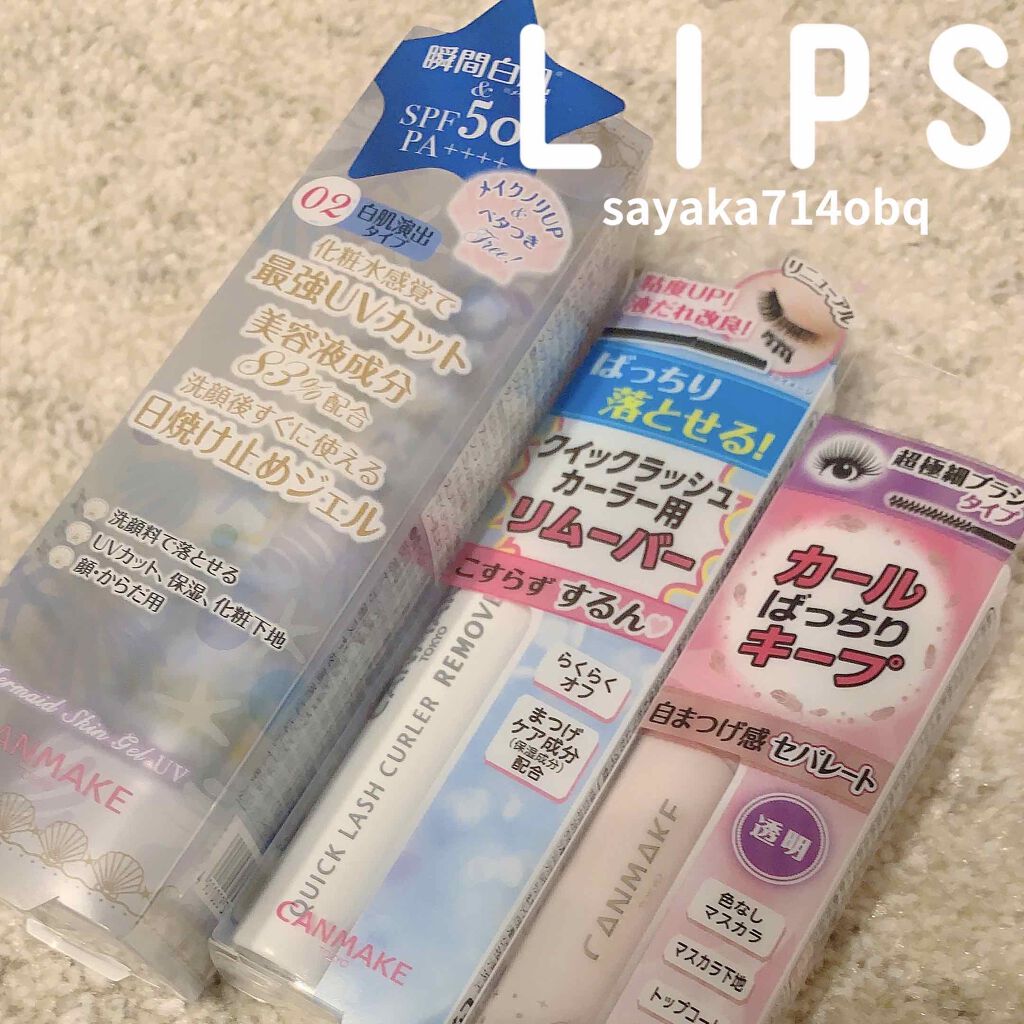 LIPS
sayaka714obq
瞬間白肌
&
SPF50
PA++++
02
白肌演出
タイプ
メイクノリUP
&
ベタつき
Free!
化粧水感覚で
最強UVカット
美容液成分
83%配合
洗顔後すぐに使える
日焼け止めジェル
洗顔料で落とせる
UVカット、保湿、化粧下地
顔・からだ用
Mermaid Skin Gel UV
CANMAKE
リニューアル
粘度UP!
液だれ改良!
ばっちり
落とせる!
クイックラッシュ
カーラー用
リムーバー
こすらず するん
らくらく
オフ
まつげ
ケア成分
(保湿成分)
配合
QUICK LASH CURLER REMOVE
TOKYO
CANMAKE
超極細ブラシ
タイプ
カール
ばっちり
キープ
自まつげ感 セパレート
透明
色なし
マスカラ
マスカラ下地
トップコート
CANMAKE